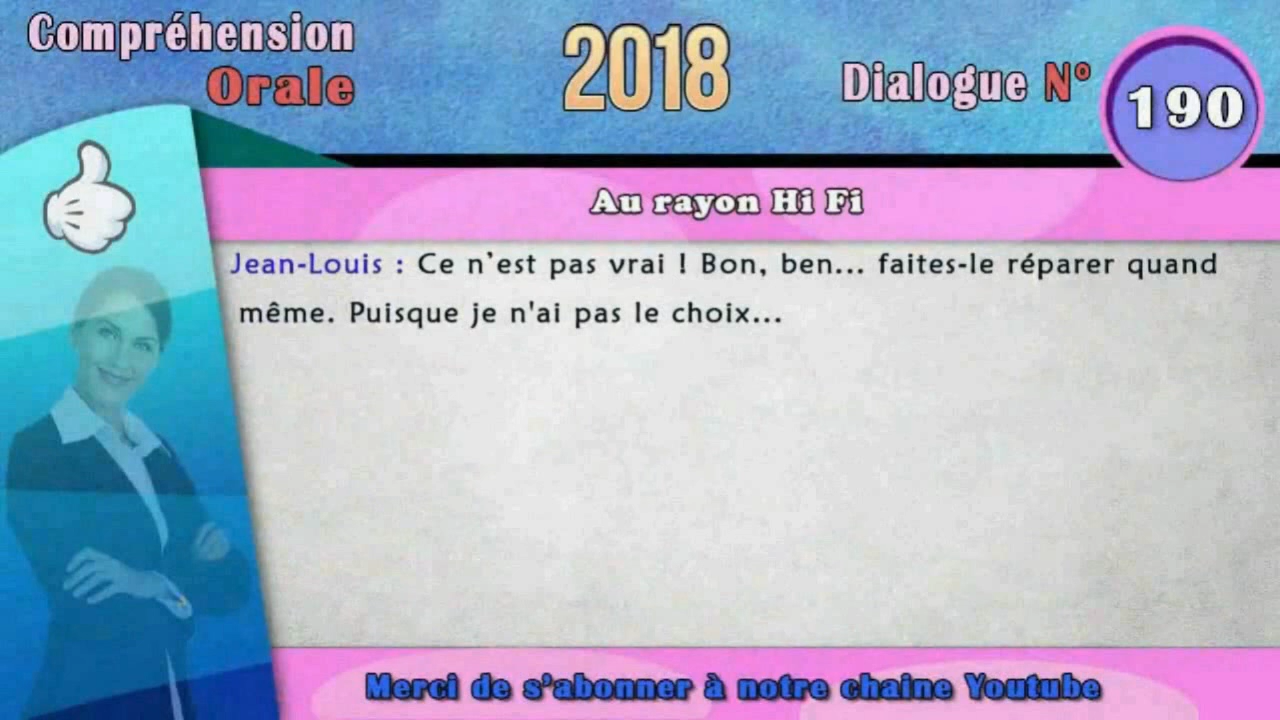 Compréhension
Orale
2018
Dialogue N°
190
Au rayon Hi Fi
Jean-Louis : Ce n’est pas vrai ! Bon, ben... faites-le réparer quand
même. Puisque je n'ai pas le choix...
Merci de s’abonner à notre chaine Youtube